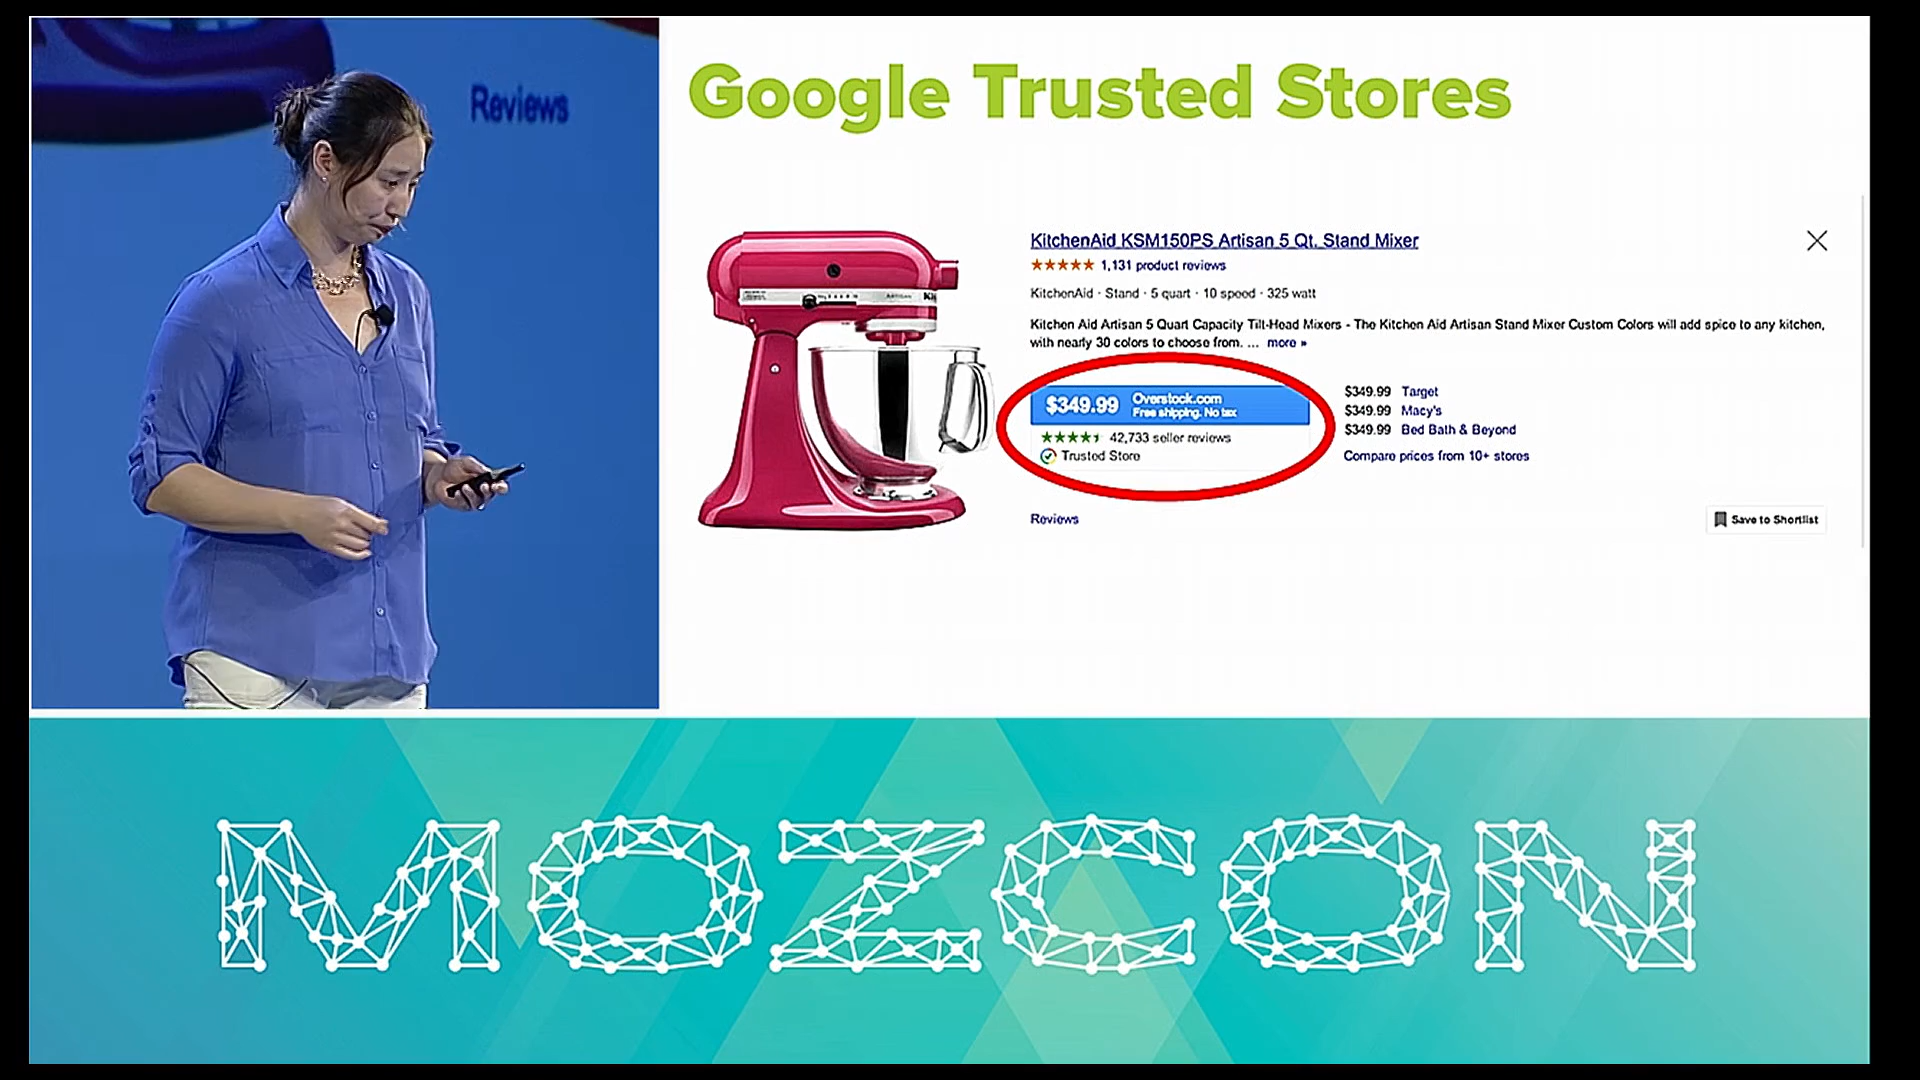 Reviews
Google Trusted Stores
KitchenAid KSM150PS Artisan 5 Qt. Stand Mixer
1,131 product reviews
KitchenAid · Stand · 5 quart · 10 speed · 325 watt
Kitchen Aid Artisan 5 Quart Capacity Tilt-Head Mixers - The Kitchen Aid Artisan Stand Mixer Custom Colors will add spice to any kitchen,
with nearly 30 colors to choose from. ... more »
$349.99 Overstock.com
Free shipping. No tax
42,733 seller reviews
Trusted Store
$349.99 Target
$349.99 Macy's
$349.99 Bed Bath & Beyond
Compare prices from 10+ stores
Reviews
Save to Shortlist
MOZCON